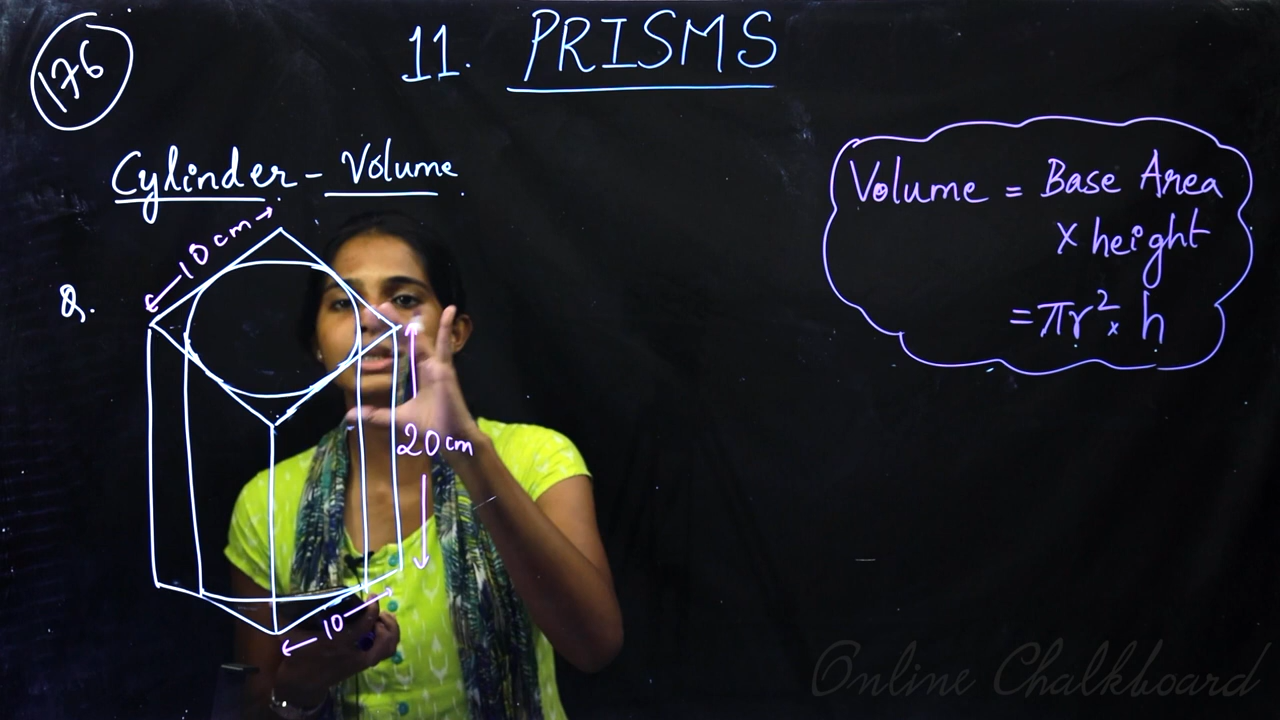 176
11. PRISMS
Cylinder - Volume
Volume = Base Area
x height
= πr² x h
Q.
10 cm
20 cm
10
Online Chalkboard